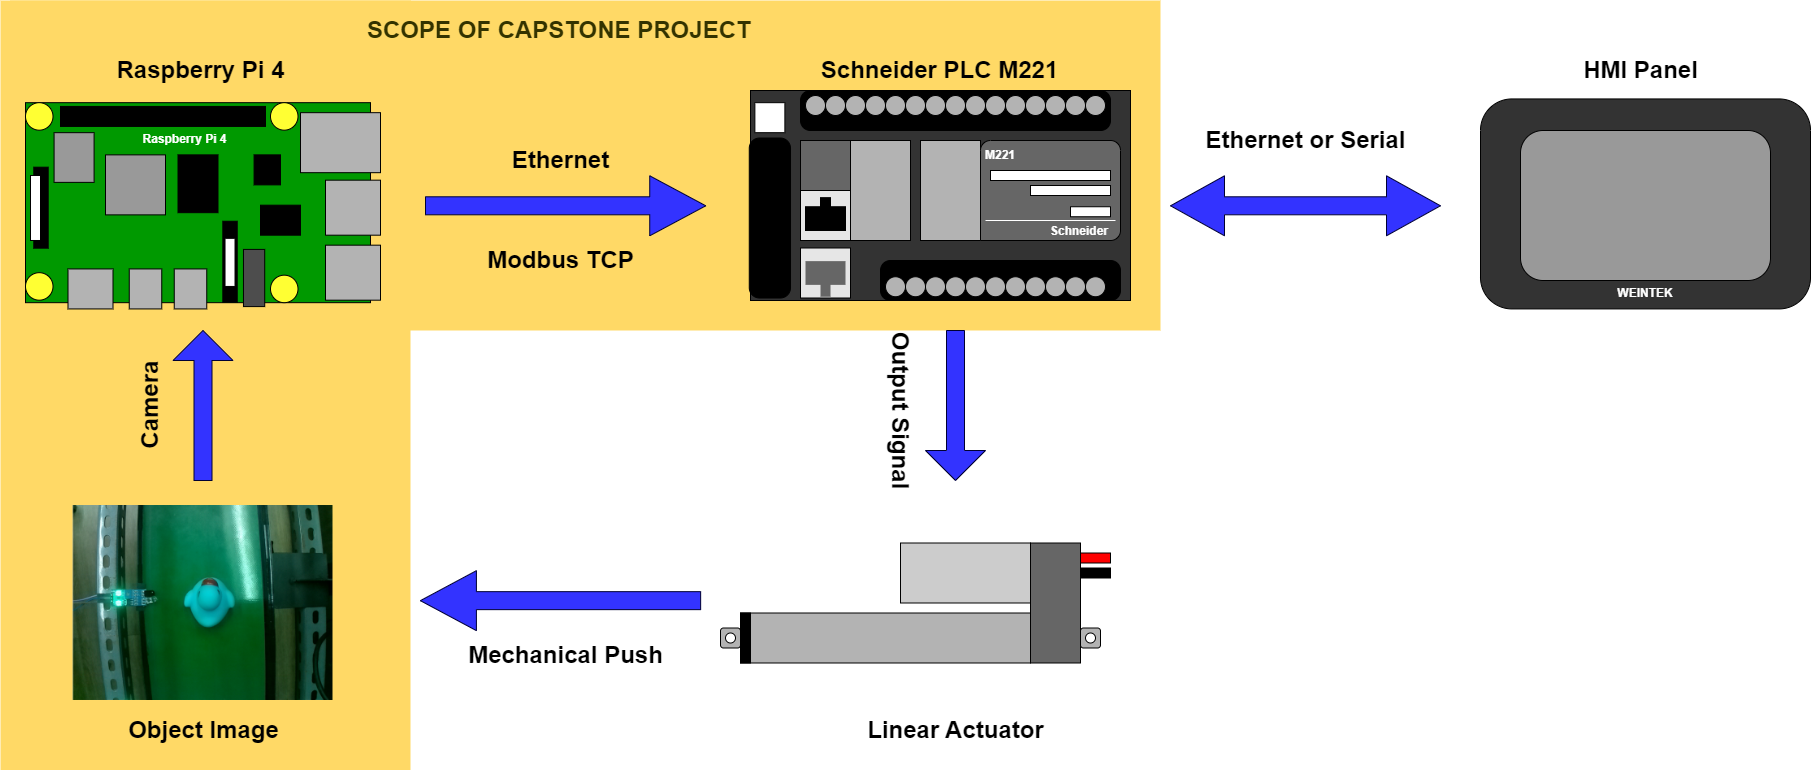 SCOPE OF CAPSTONE PROJECT
Raspberry Pi 4
Schneider PLC M221
HMI Panel
Raspberry Pi 4
Ethernet
Modbus TCP
M221
Schneider
Ethernet or Serial
WEINTEK
Camera
Output Signal
Mechanical Push
Object Image
Linear Actuator